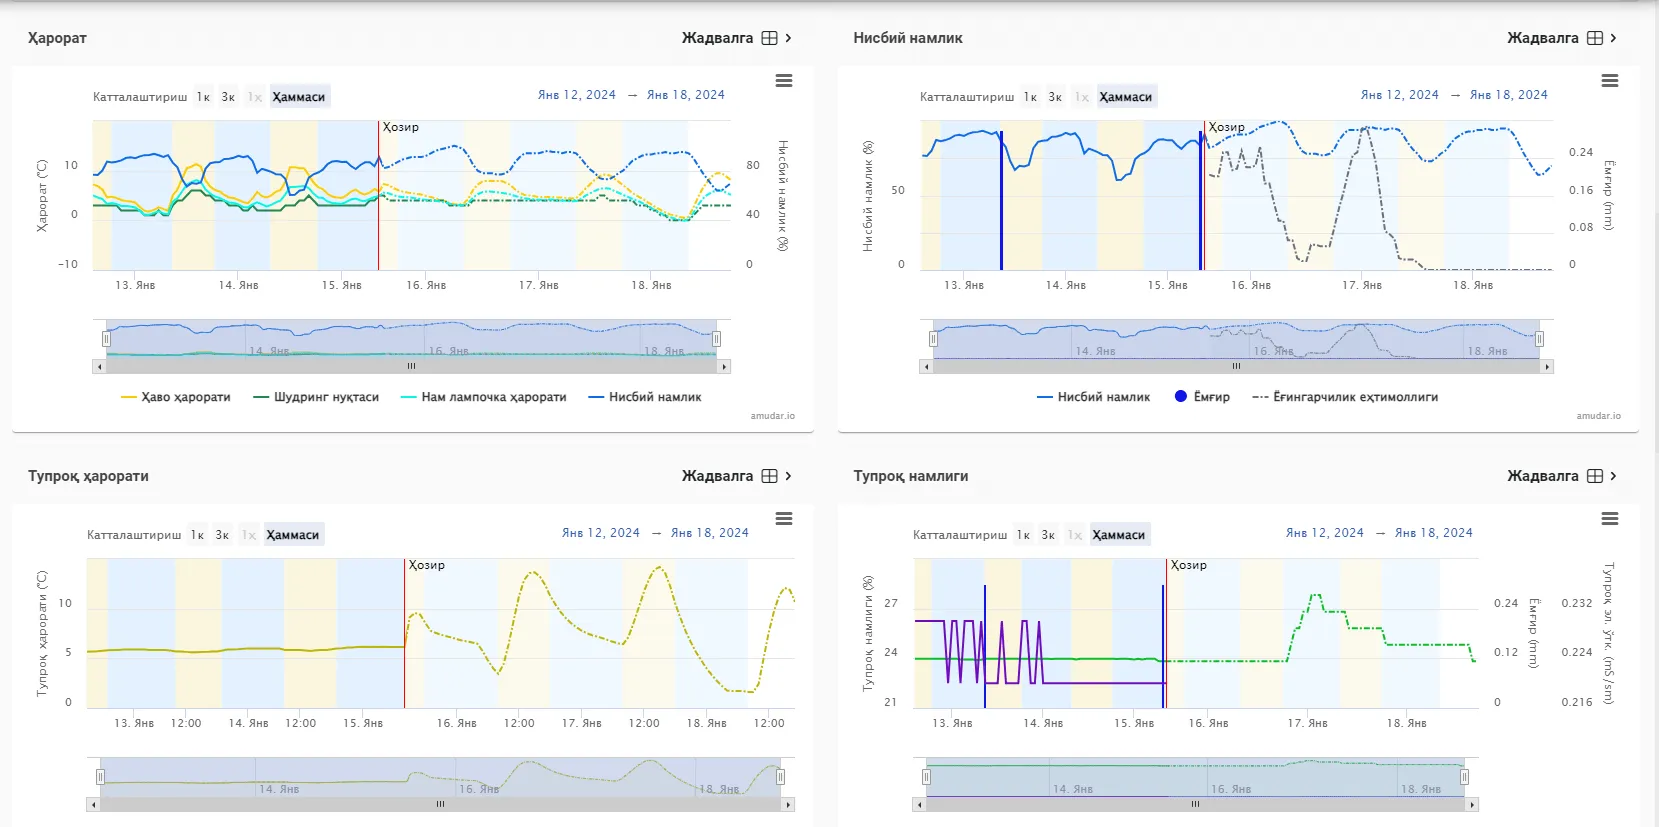 Ҳарорат
Жадвалга
Катталаштириш 1к 3к 1х Ҳаммаси
Янв 12, 2024 → Янв 18, 2024
Ҳозир
Ҳарорат (°C)
10
0
−10
Нисбий намлик (%)
80
40
0
13. Янв 14. Янв 15. Янв 16. Янв 17. Янв 18. Янв
14. Янв 16. Янв 18. Янв
Ҳаво ҳарорати Шудринг нуқтаси Нам лампочка ҳарорати Нисбий намлик
amudar.io
Нисбий намлик
Жадвалга
Катталаштириш 1к 3к 1х Ҳаммаси
Янв 12, 2024 → Янв 18, 2024
Ҳозир
Нисбий намлик (%)
50
0
Ёмғир (mm)
0.24
0.16
0.08
0
13. Янв 14. Янв 15. Янв 16. Янв 17. Янв 18. Янв
14. Янв 16. Янв 18. Янв
Нисбий намлик Ёмғир Ёғингарчилик еҳтимоллиги
amudar.io
Тупроқ ҳарорати
Жадвалга
Катталаштириш 1к 3к 1х Ҳаммаси
Янв 12, 2024 → Янв 18, 2024
Ҳозир
Тупроқ ҳарорати (°C)
10
5
0
13. Янв 12:00 14. Янв 12:00 15. Янв 16. Янв 12:00 17. Янв 12:00 18. Янв 12:00
14. Янв 16. Янв 18. Янв
Тупроқ намлиги
Жадвалга
Катталаштириш 1к 3к 1х Ҳаммаси
Янв 12, 2024 → Янв 18, 2024
Ҳозир
Тупроқ намлиги (%)
27
24
21
Ёмғир (mm)
0.24
0.12
0
Тупроқ эл. ўтк. (mS/sm)
0.232
0.224
0.216
13. Янв 14. Янв 15. Янв 16. Янв 17. Янв 18. Янв
14. Янв 16. Янв 18. Янв